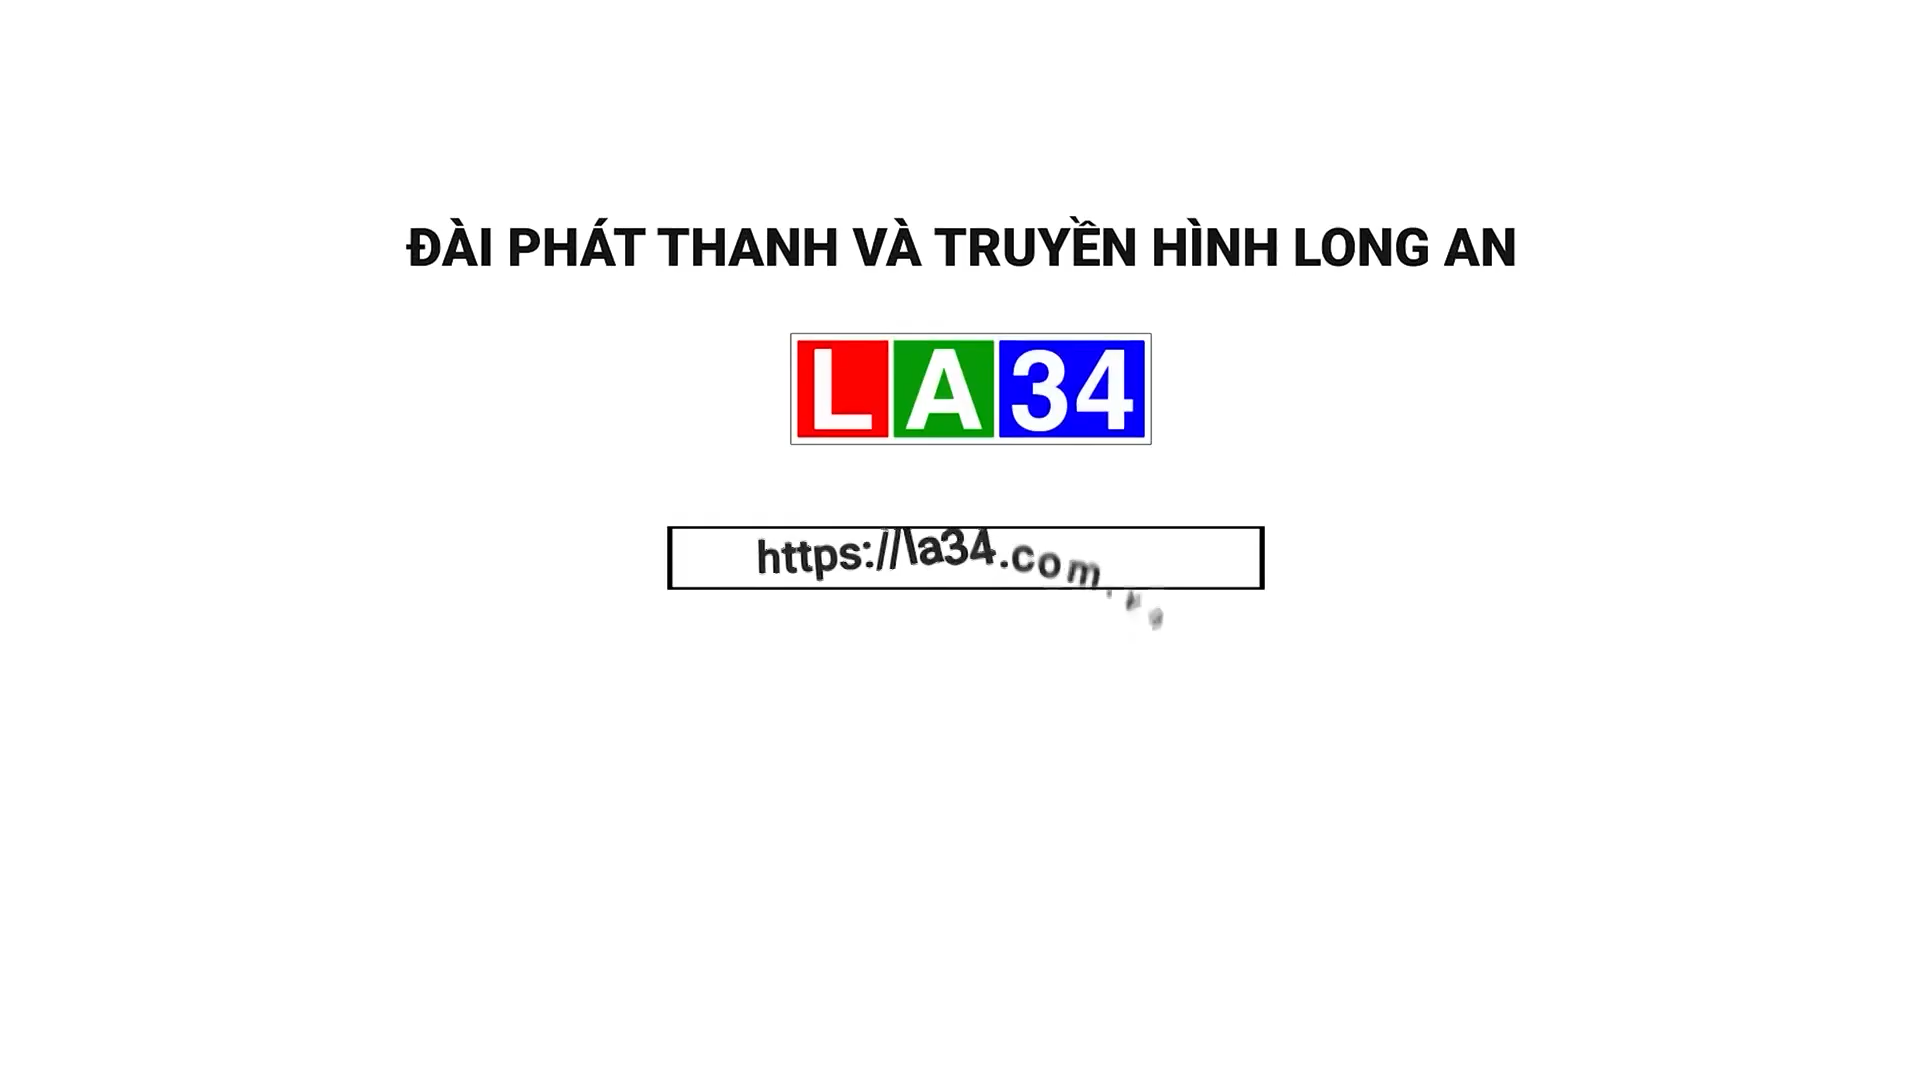 ĐÀI PHÁT THANH VÀ TRUYỀN HÌNH LONG AN
LA34
https://la34.com.